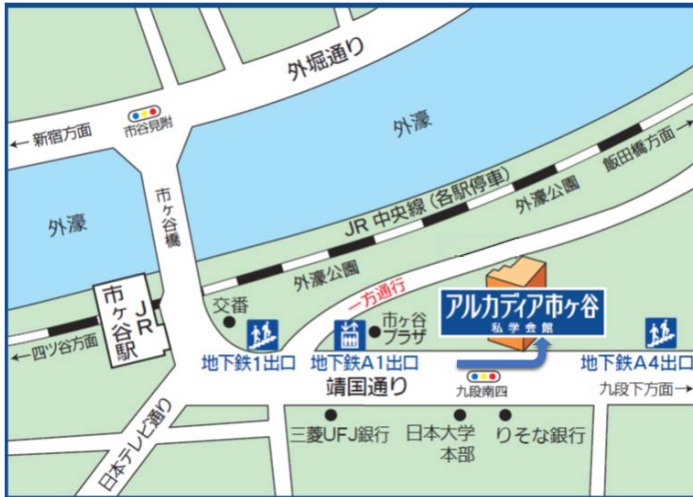 外堀通り
←新宿方面
市谷見附
外濠
飯田橋方面→
JR中央線(各駅停車)
外濠公園
市ヶ谷橋
外濠
外濠公園
一方通行
JR
市ヶ谷駅
交番
市ヶ谷
プラザ
アルカディア市ヶ谷
私学会館
←四ツ谷方面
地下鉄1出口
地下鉄A1出口
地下鉄A4出口
靖国通り
九段南四
九段下方面→
日本テレビ通り
三菱UFJ銀行
日本大学
本部
りそな銀行